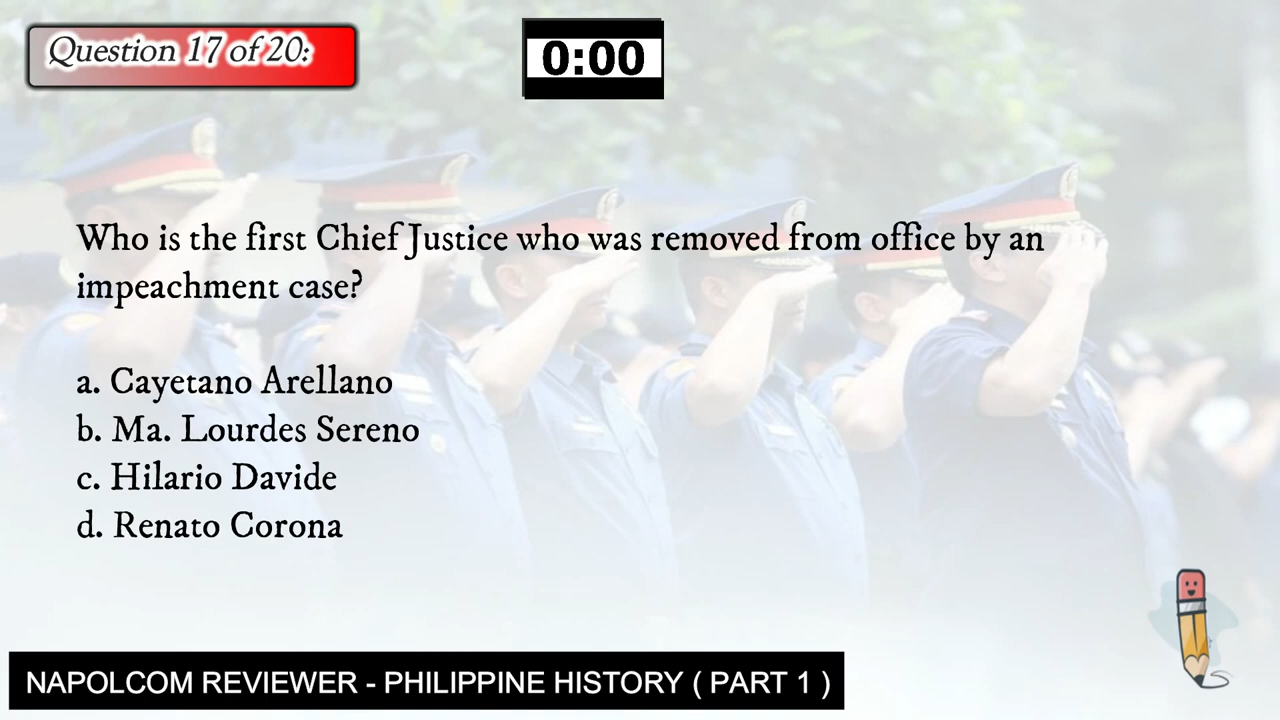 Question 17 of 20:
0:00
Who is the first Chief Justice who was removed from office by an
impeachment case?
a. Cayetano Arellano
b. Ma. Lourdes Sereno
c. Hilario Davide
d. Renato Corona
NAPOLCOM REVIEWER - PHILIPPINE HISTORY ( PART 1 )